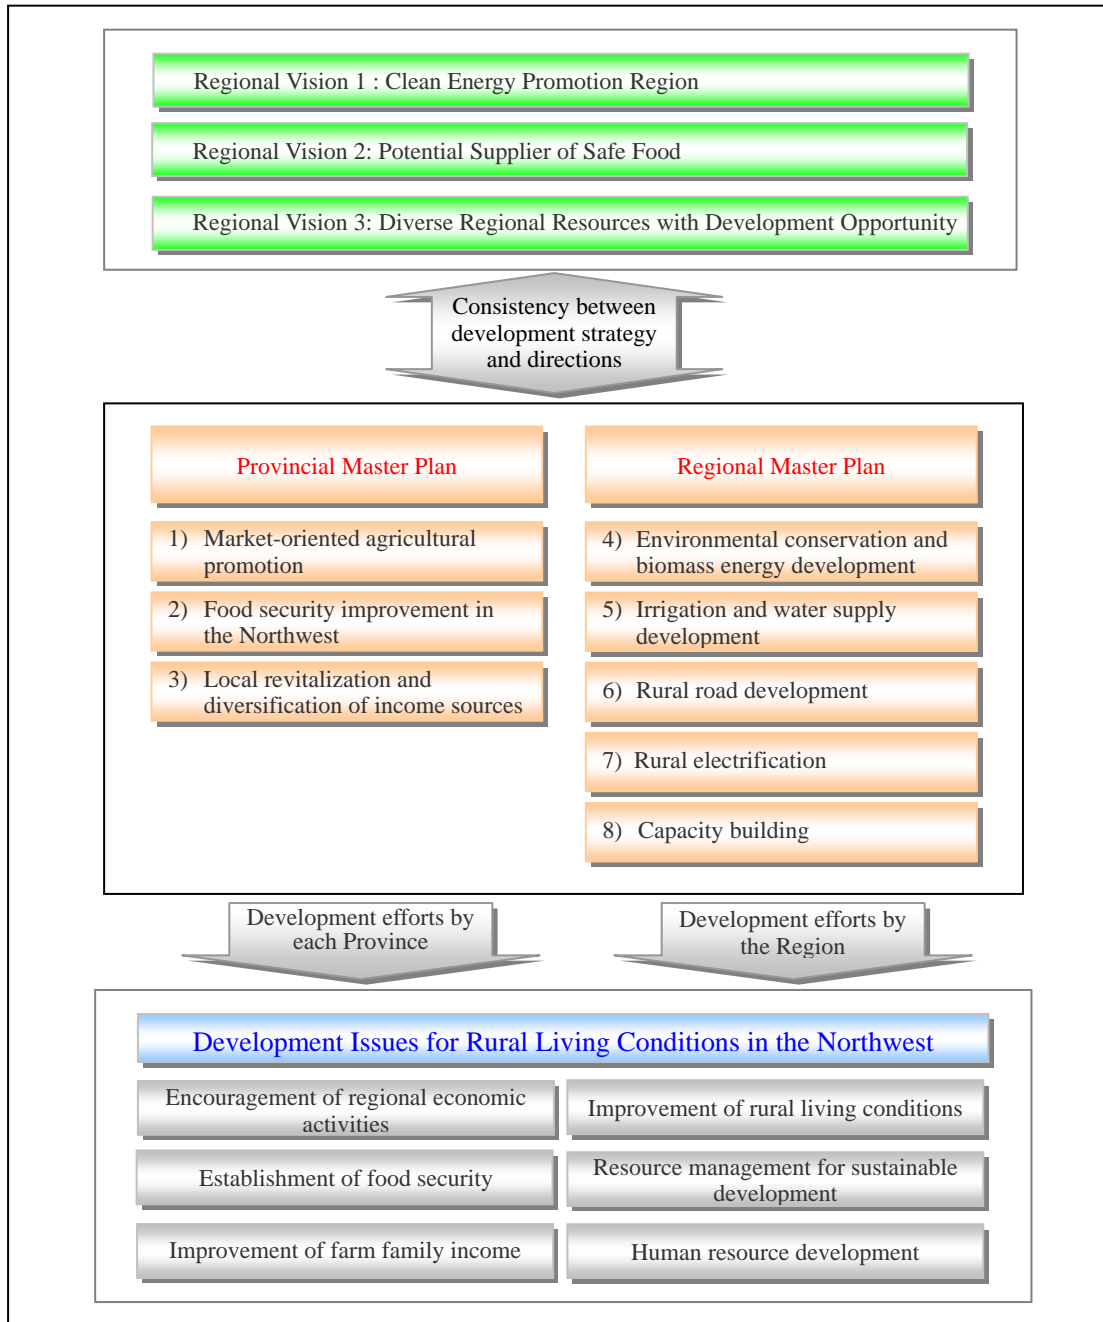 Regional Vision 1 : Clean Energy Promotion Region
Regional Vision 2: Potential Supplier of Safe Food
Regional Vision 3: Diverse Regional Resources with Development Opportunity
Consistency between
development strategy
and directions
Provincial Master Plan
1) Market-oriented agricultural
promotion
2) Food security improvement in
the Northwest
3) Local revitalization and
diversification of income sources
Regional Master Plan
4) Environmental conservation and
biomass energy development
5) Irrigation and water supply
development
6) Rural road development
7) Rural electrification
8) Capacity building
Development efforts by
each Province
Development efforts by
the Region
Development Issues for Rural Living Conditions in the Northwest
Encouragement of regional economic
activities
Improvement of rural living conditions
Establishment of food security
Resource management for sustainable
development
Improvement of farm family income
Human resource development